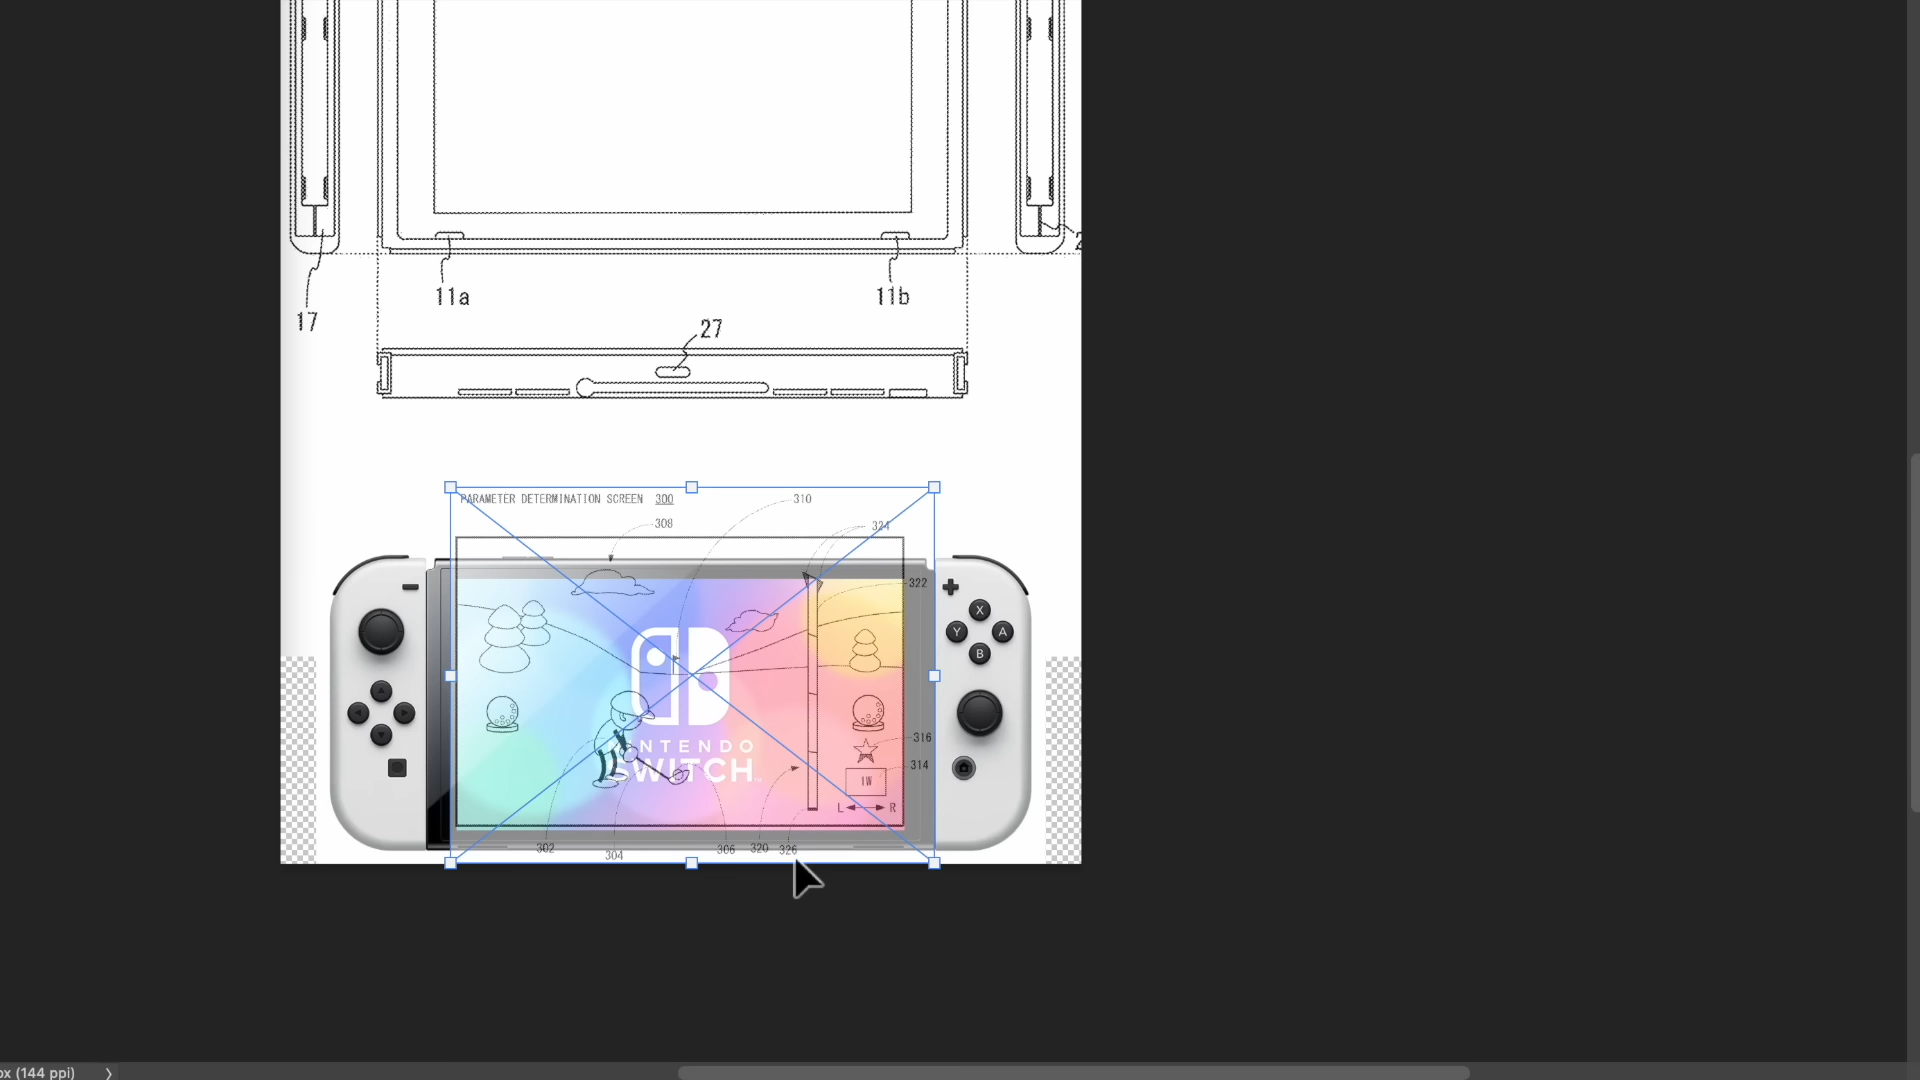 11a
11b
17
27
PARAMETER DETERMINATION SCREEN 300
310
308
324
322
X
Y
A
B
316
314
1W
L
R
NTENDO
SWITCH
302
304
306
320
326
px (144 ppi)